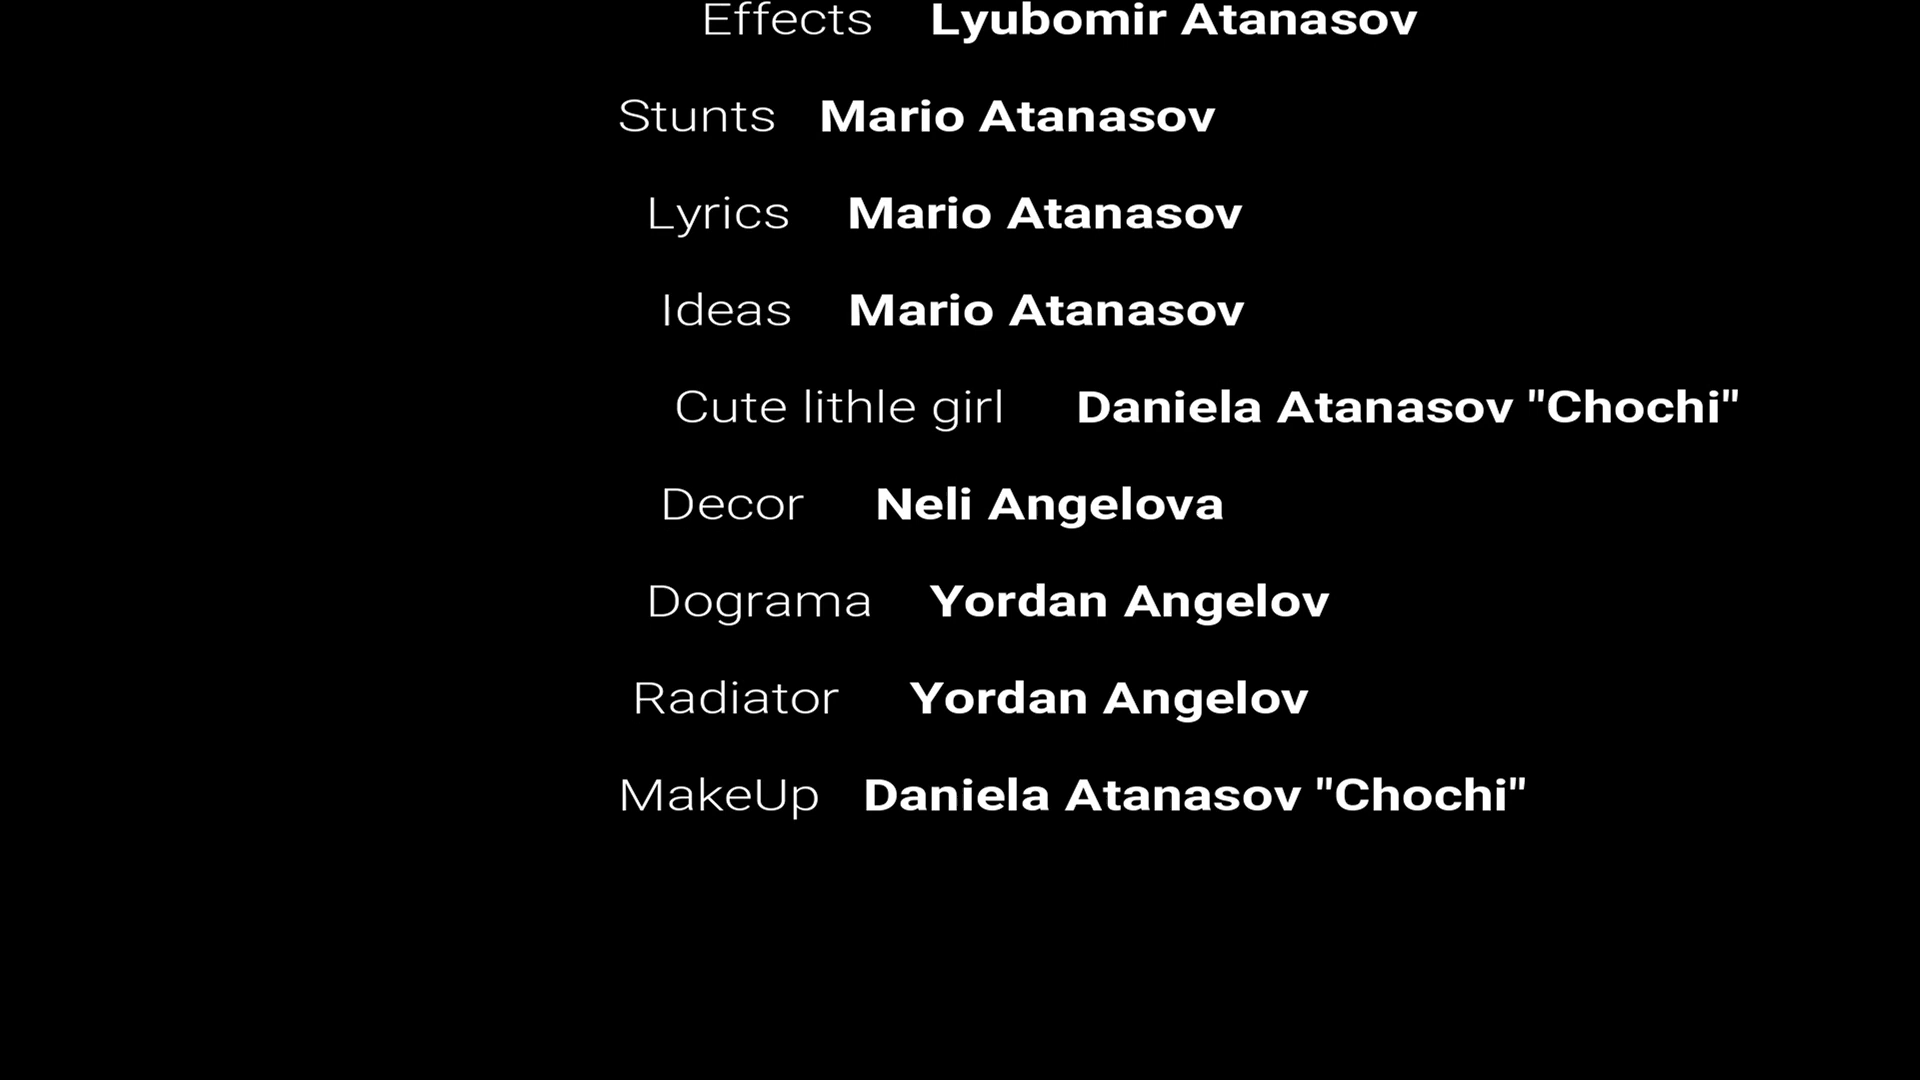 Effects Lyubomir Atanasov
Stunts Mario Atanasov
Lyrics Mario Atanasov
Ideas Mario Atanasov
Cute lithle girl Daniela Atanasov "Chochi"
Decor Neli Angelova
Dograma Yordan Angelov
Radiator Yordan Angelov
MakeUp Daniela Atanasov "Chochi"